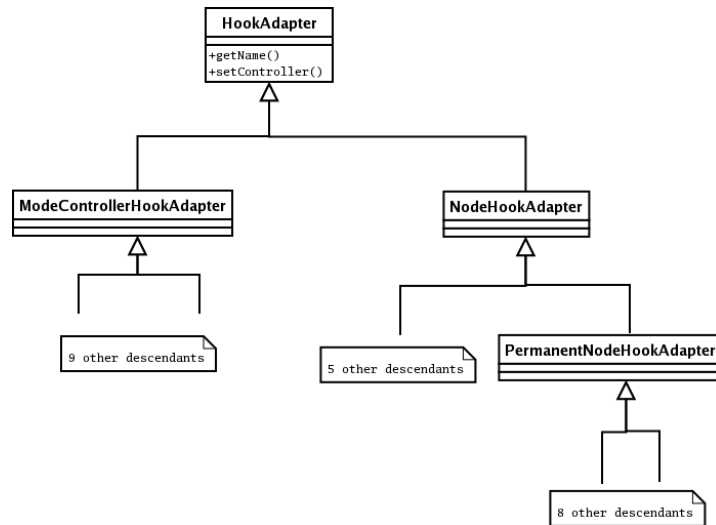 HookAdapter
+getName()
+setController()
ModeControllerHookAdapter
NodeHookAdapter
9 other descendants
5 other descendants
PermanentNodeHookAdapter
8 other descendants